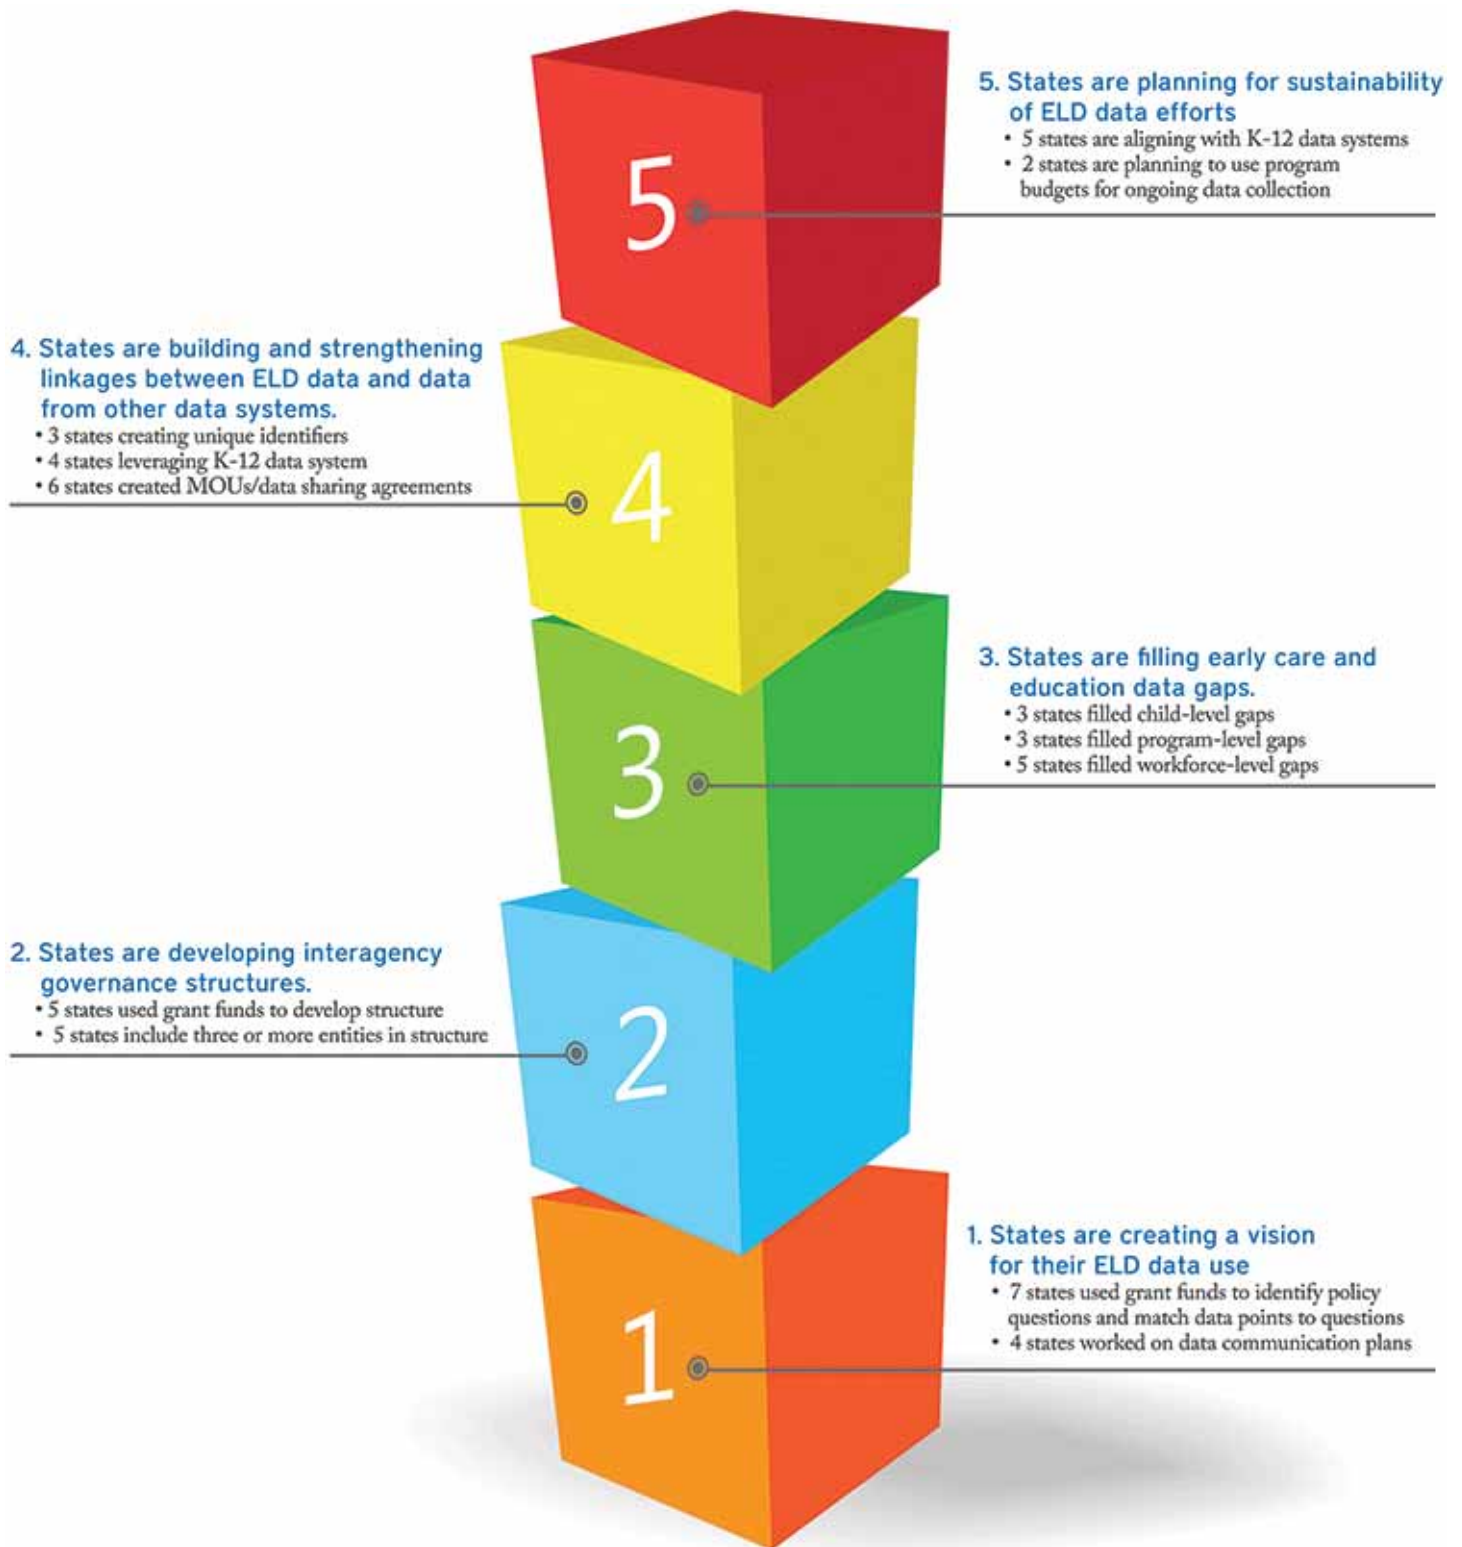 5. States are planning for sustainability
of ELD data efforts
• 5 states are aligning with K-12 data systems
• 2 states are planning to use program
budgets for ongoing data collection
5
4. States are building and strengthening
linkages between ELD data and data
from other data systems.
• 3 states creating unique identifiers
• 4 states leveraging K-12 data system
• 6 states created MOUs/data sharing agreements
4
3. States are filling early care and
education data gaps.
• 3 states filled child-level gaps
• 3 states filled program-level gaps
• 5 states filled workforce-level gaps
3
2. States are developing interagency
governance structures.
• 5 states used grant funds to develop structure
• 5 states include three or more entities in structure
2
1. States are creating a vision
for their ELD data use
• 7 states used grant funds to identify policy
questions and match data points to questions
• 4 states worked on data communication plans
1